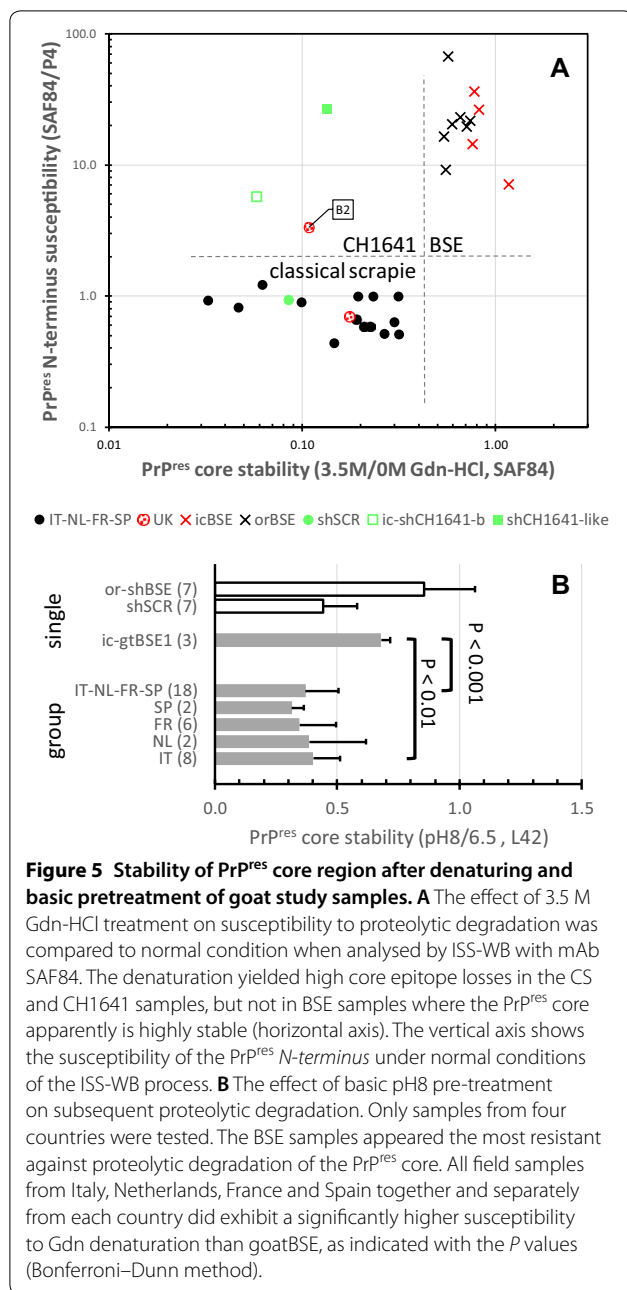 A
100.0
10.0
1.0
0.1
PrPres N-terminus susceptibility (SAF84/P4)
B2
CH1641 BSE
classical scrapie
0.01 0.10 1.00
PrPres core stability (3.5M/0M Gdn-HCl, SAF84)
IT-NL-FR-SP UK icBSE orBSE shSCR ic-shCH1641-b shCH1641-like
B
single
or-shBSE (7)
shSCR (7)
ic-gtBSE1 (3)
group
IT-NL-FR-SP (18)
SP (2)
FR (6)
NL (2)
IT (8)
P < 0.001
P < 0.01
0.0 0.5 1.0 1.5
PrPres core stability (pH8/6.5 , L42)
Figure 5 Stability of PrPres core region after denaturing and
basic pretreatment of goat study samples. A The effect of 3.5 M
Gdn-HCl treatment on susceptibility to proteolytic degradation was
compared to normal condition when analysed by ISS-WB with mAb
SAF84. The denaturation yielded high core epitope losses in the CS
and CH1641 samples, but not in BSE samples where the PrPres core
apparently is highly stable (horizontal axis). The vertical axis shows
the susceptibility of the PrPres N-terminus under normal conditions
of the ISS-WB process. B The effect of basic pH8 pre-treatment
on subsequent proteolytic degradation. Only samples from four
countries were tested. The BSE samples appeared the most resistant
against proteolytic degradation of the PrPres core. All field samples
from Italy, Netherlands, France and Spain together and separately
from each country did exhibit a significantly higher susceptibility
to Gdn denaturation than goatBSE, as indicated with the P values
(Bonferroni–Dunn method).